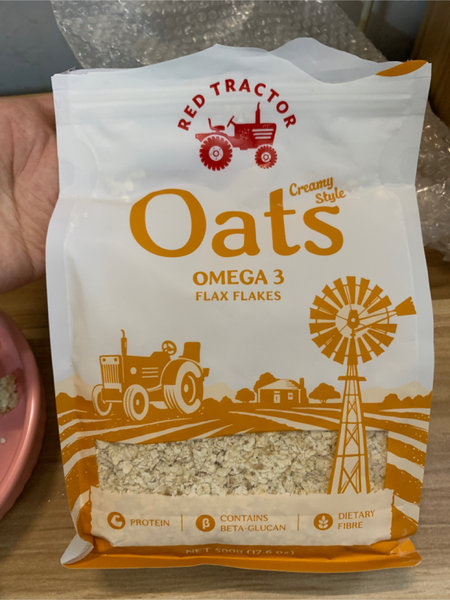 RED TRACTOR
Creamy
Style
Oats
OMEGA 3
FLAX FLAKES
PROTEIN
β
CONTAINS
BETA-GLUCAN
DIETARY
FIBRE
NET 500G (17.6 Oz)